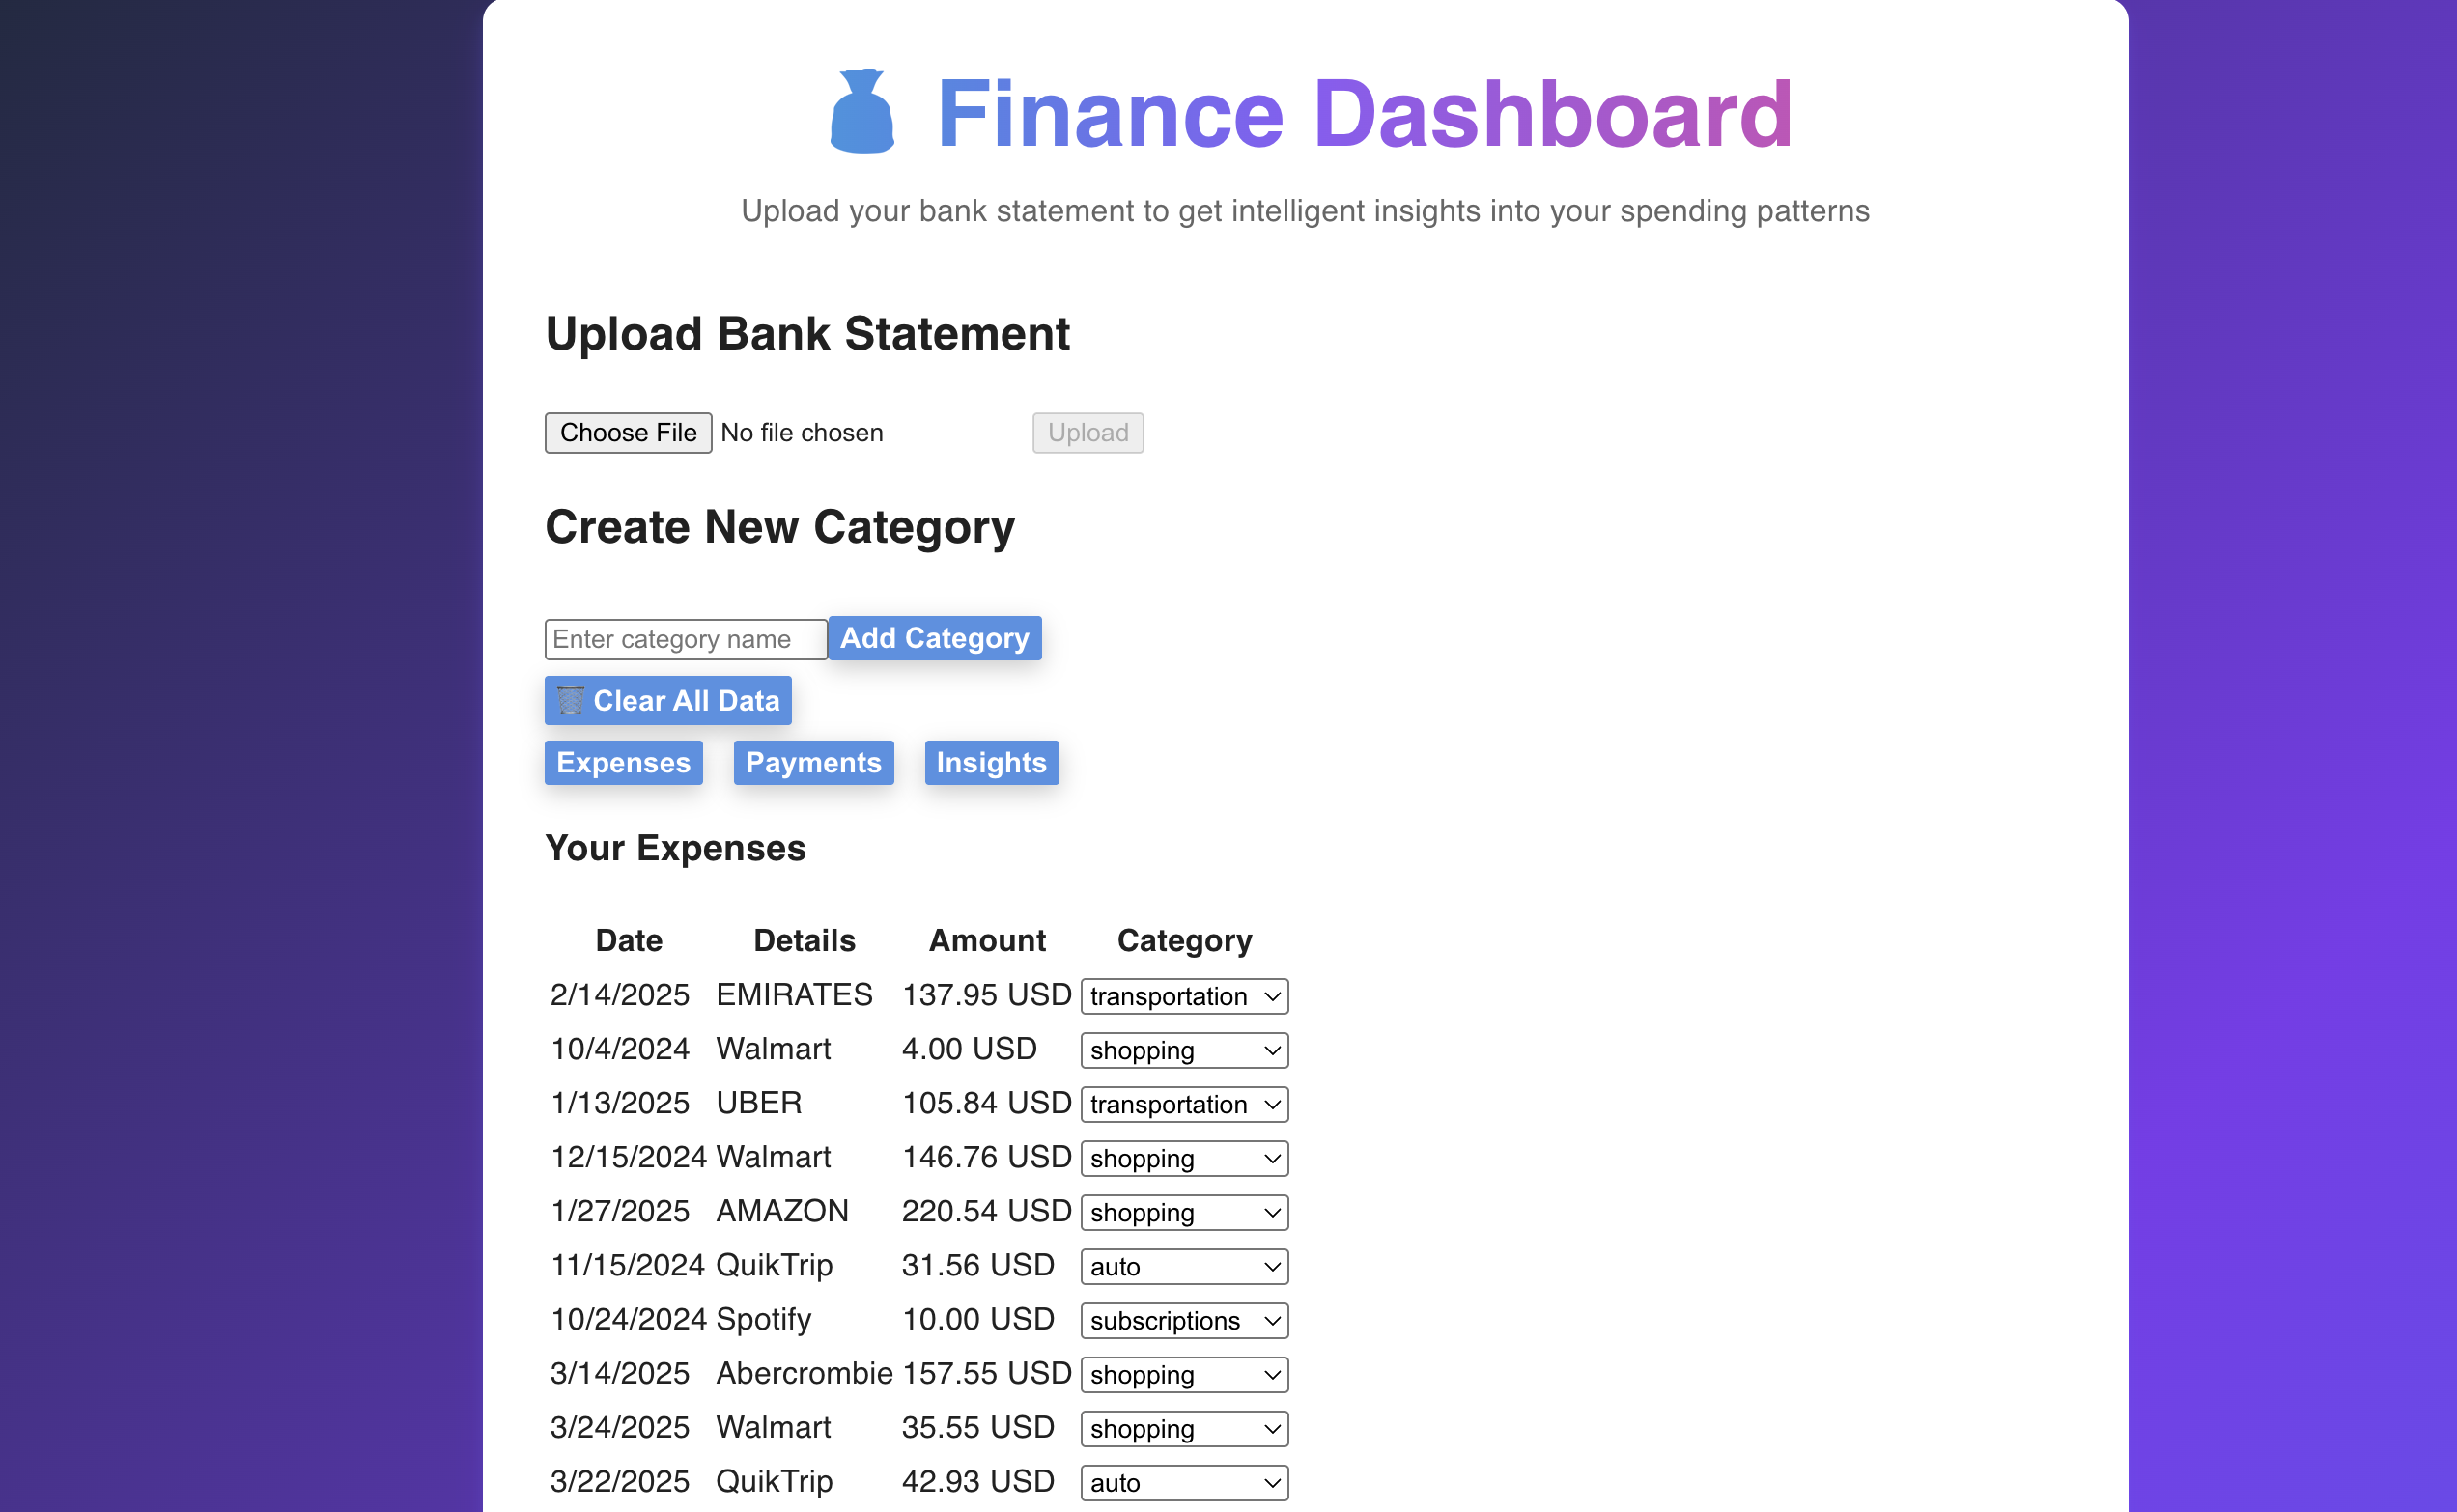 Finance Dashboard
Upload your bank statement to get intelligent insights into your spending patterns
Upload Bank Statement
Choose File No file chosen Upload
Create New Category
Enter category name Add Category
Clear All Data
Expenses Payments Insights
Your Expenses
Date Details Amount Category
2/14/2025 EMIRATES 137.95 USD transportation
10/4/2024 Walmart 4.00 USD shopping
1/13/2025 UBER 105.84 USD transportation
12/15/2024 Walmart 146.76 USD shopping
1/27/2025 AMAZON 220.54 USD shopping
11/15/2024 QuikTrip 31.56 USD auto
10/24/2024 Spotify 10.00 USD subscriptions
3/14/2025 Abercrombie 157.55 USD shopping
3/24/2025 Walmart 35.55 USD shopping
3/22/2025 QuikTrip 42.93 USD auto